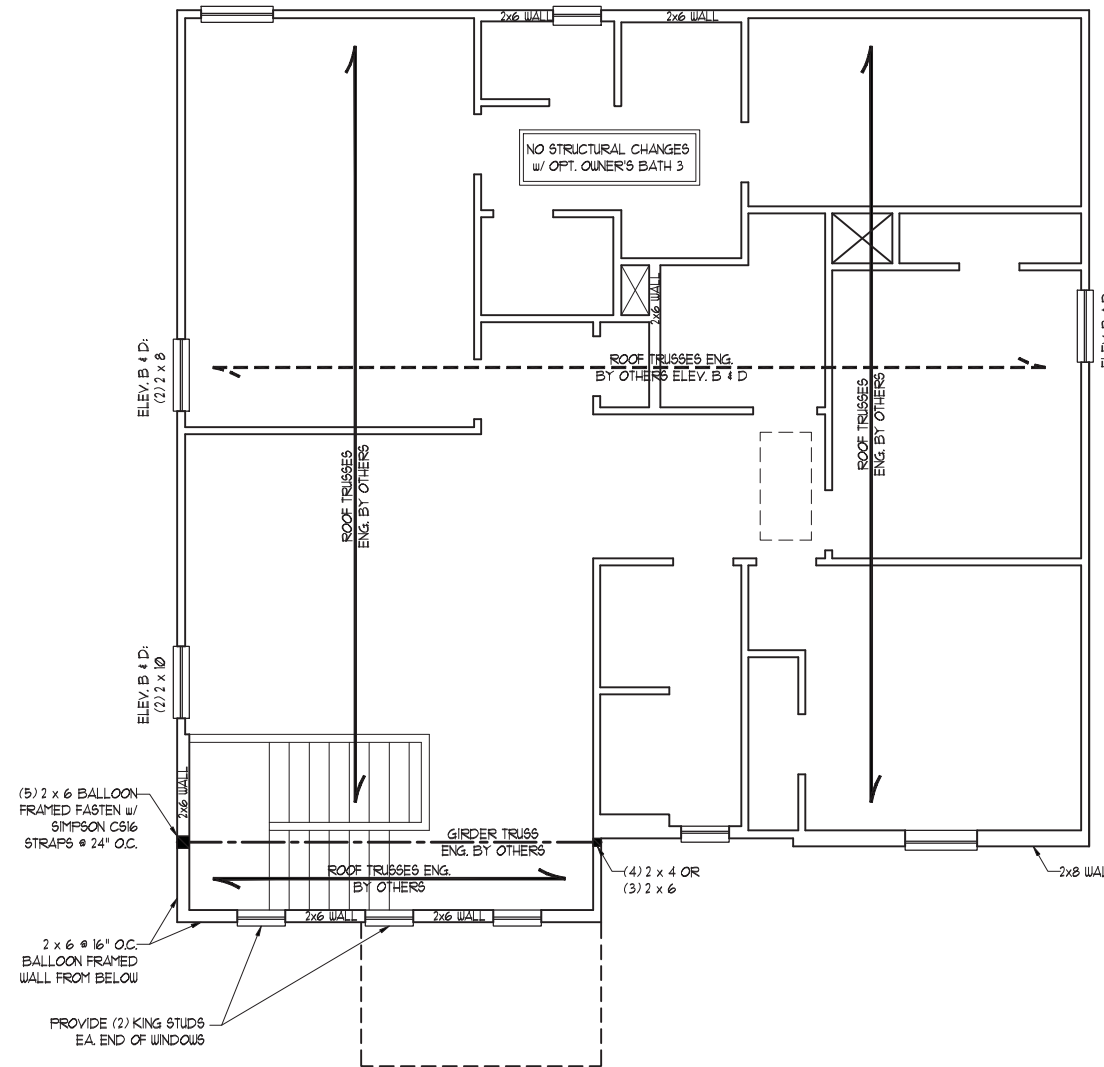 2x6 WALL
2x6 WALL
NO STRUCTURAL CHANGES
w/ OPT. OWNER'S BATH 3
2x6 WALL
ELEV. B & D:
(2) 2 x 8
ROOF TRUSSES ENG.
BY OTHERS ELEV. B & D
ROOF TRUSSES
ENG. BY OTHERS
ROOF TRUSSES
ENG. BY OTHERS
ELEV. B & D:
(2) 2 x 10
2x6 WALL
(5) 2 x 6 BALLOON
FRAMED FASTEN w/
SIMPSON CS16
STRAPS @ 24" O.C.
GIRDER TRUSS
ENG. BY OTHERS
ROOF TRUSSES ENG.
BY OTHERS
(4) 2 x 4 OR
(3) 2 x 6
2x8 WAL
2x6 WALL
2x6 WALL
2 x 6 @ 16" O.C.
BALLOON FRAMED
WALL FROM BELOW
PROVIDE (2) KING STUDS
EA. END OF WINDOWS